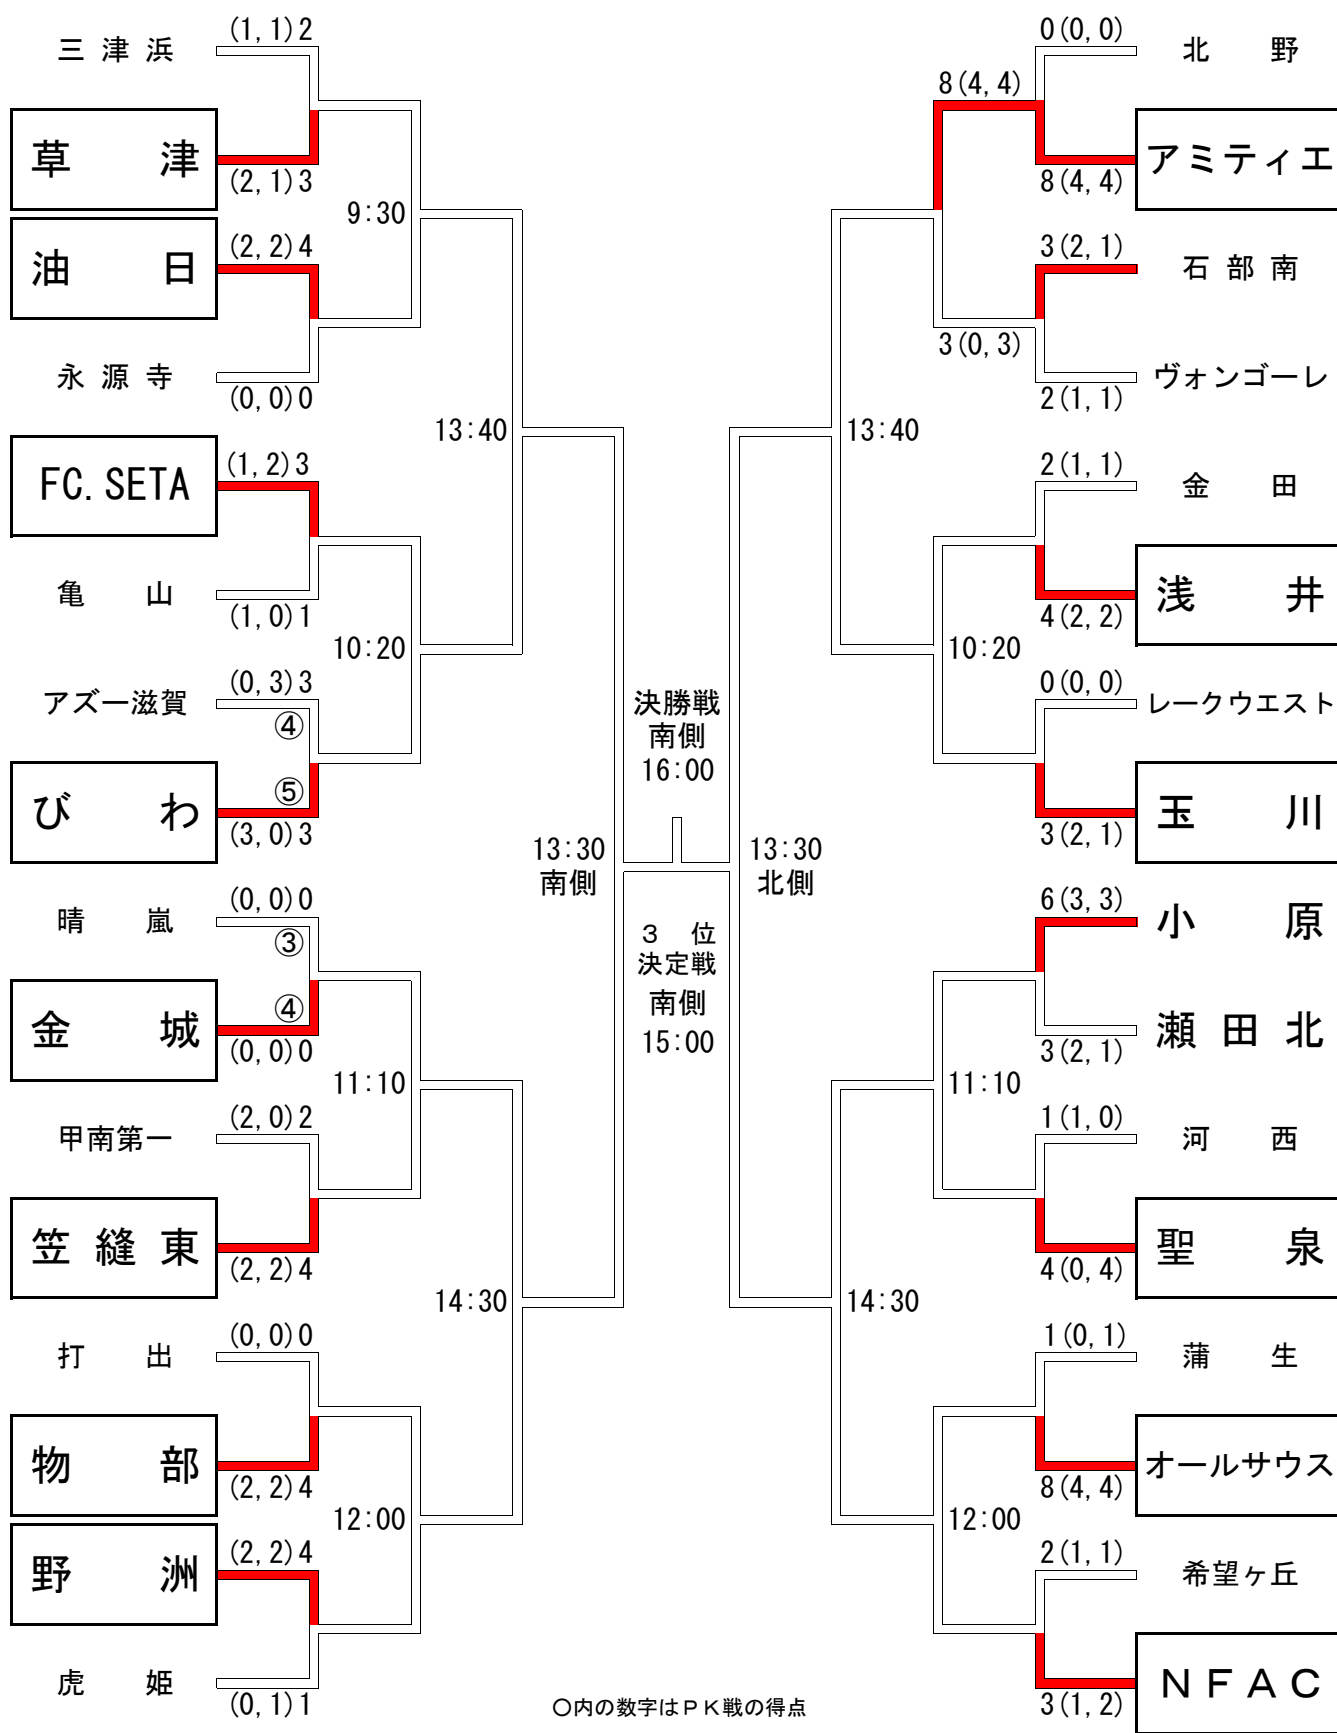 三津浜
(1,1)2
草津
(2,1)3
9:30
油日
(2,2)4
永源寺
(0,0)0
13:40
FC.SETA
(1,2)3
亀山
(1,0)1
10:20
アズー滋賀
(0,3)3
④
びわ
⑤
(3,0)3
13:30
南側
晴嵐
(0,0)0
③
金城
④
(0,0)0
11:10
甲南第一
(2,0)2
笠縫東
(2,2)4
14:30
打出
(0,0)0
物部
(2,2)4
12:00
野洲
(2,2)4
虎姫
(0,1)1
決勝戦
南側
16:00
3位
決定戦
南側
15:00
0(0,0)
北野
8(4,4)
アミティエ
8(4,4)
3(2,1)
石部南
3(0,3)
ヴォンゴーレ
2(1,1)
13:40
2(1,1)
金田
浅井
4(2,2)
10:20
0(0,0)
レークウエスト
玉川
3(2,1)
13:30
北側
6(3,3)
小原
瀬田北
3(2,1)
11:10
1(1,0)
河西
聖泉
4(0,4)
14:30
1(0,1)
蒲生
オールサウス
8(4,4)
12:00
2(1,1)
希望ヶ丘
NFAC
3(1,2)
○内の数字はPK戦の得点